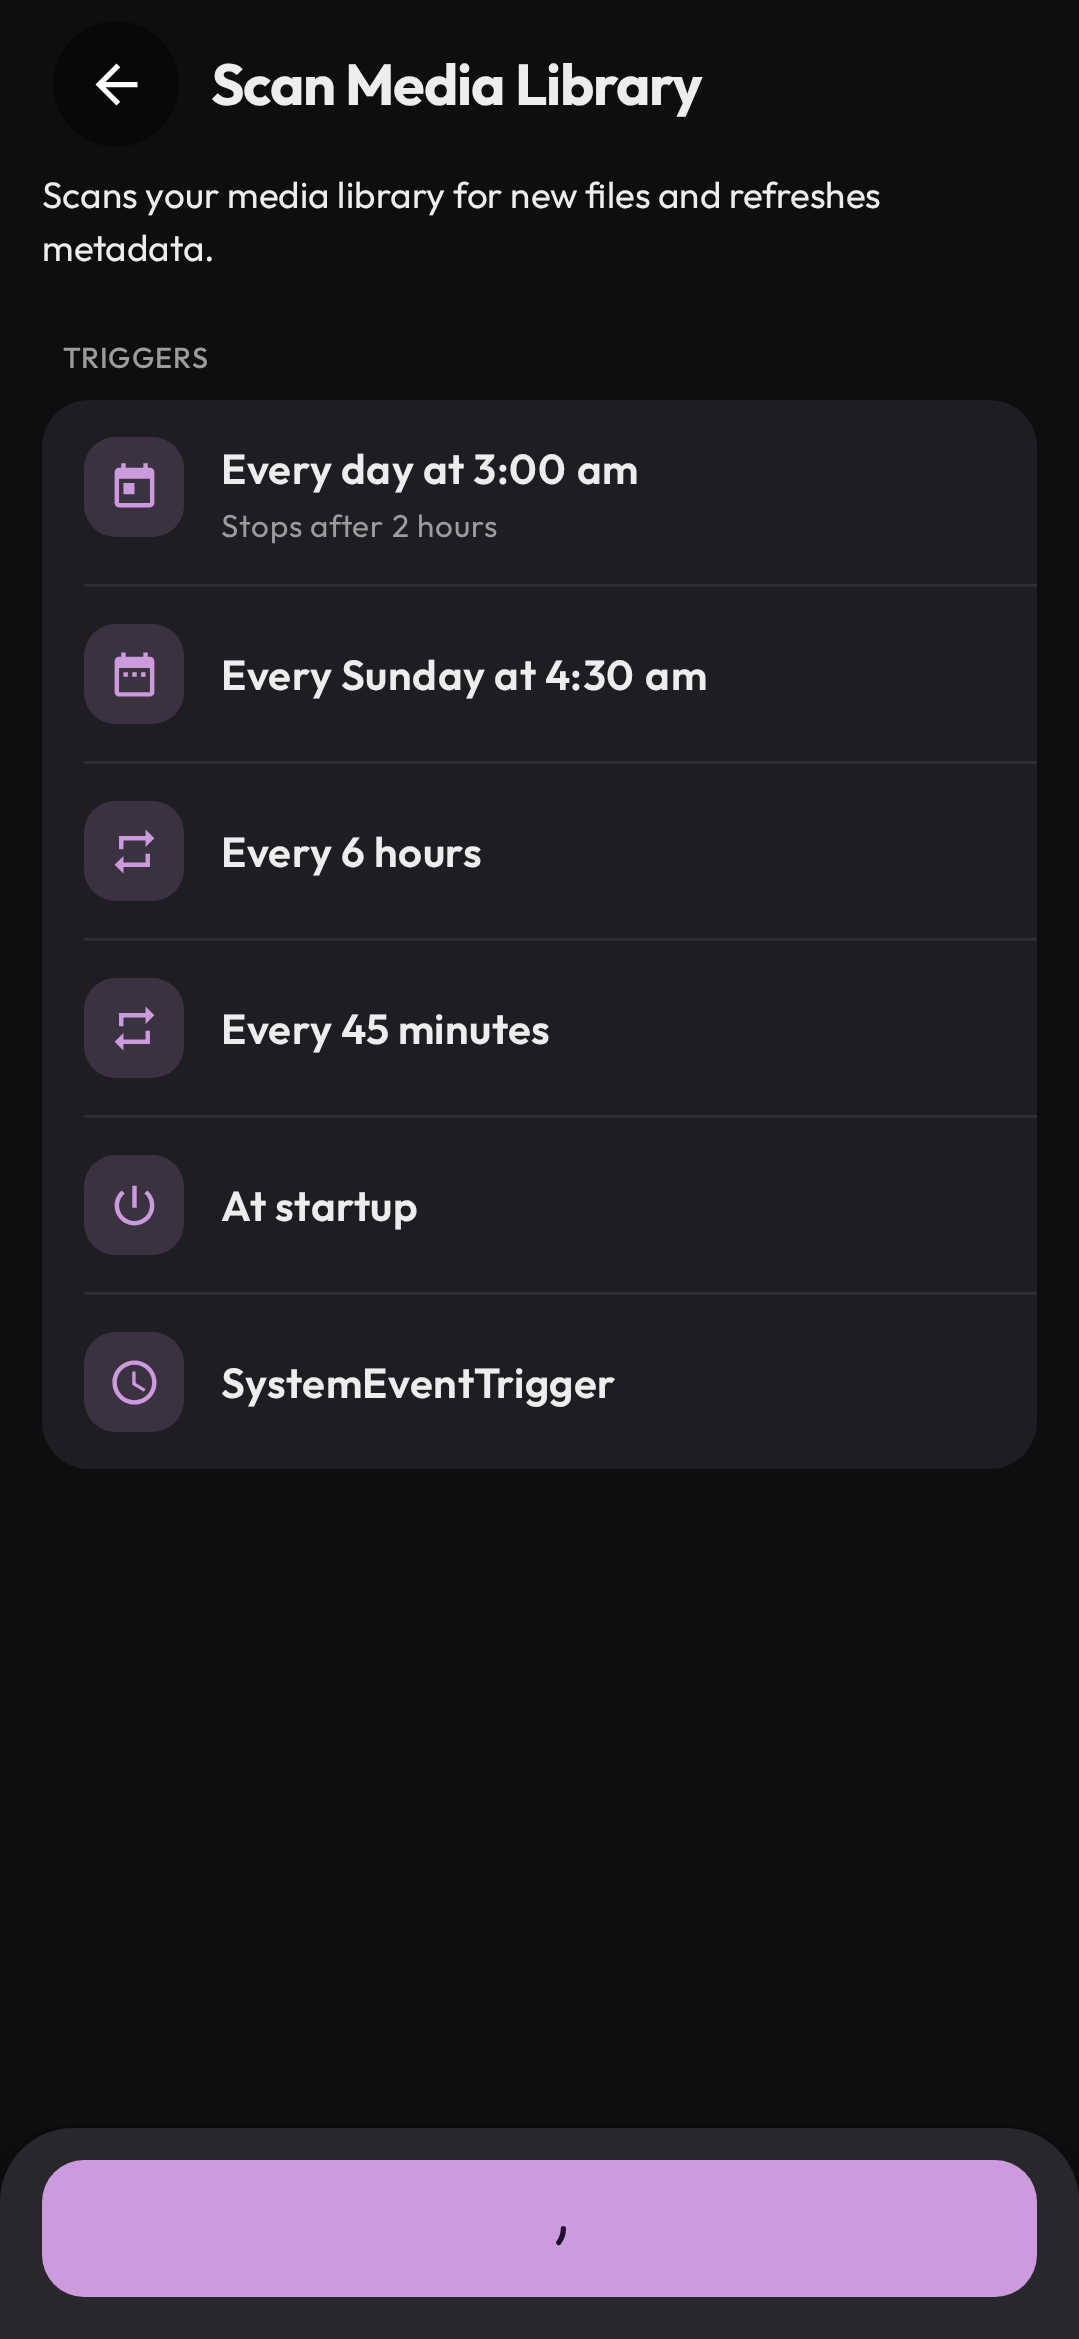 Scan Media Library
Scans your media library for new files and refreshes
metadata.
TRIGGERS
Every day at 3:00 am
Stops after 2 hours
Every Sunday at 4:30 am
Every 6 hours
Every 45 minutes
At startup
SystemEventTrigger